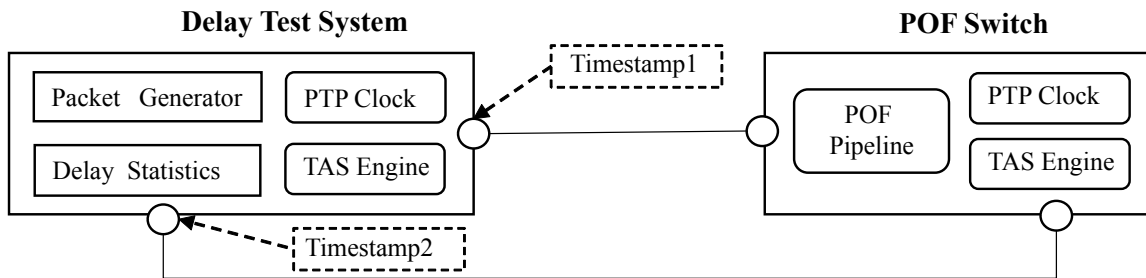 Delay Test System
POF Switch
Timestamp1
Packet Generator
PTP Clock
Delay Statistics
TAS Engine
POF
Pipeline
PTP Clock
TAS Engine
Timestamp2